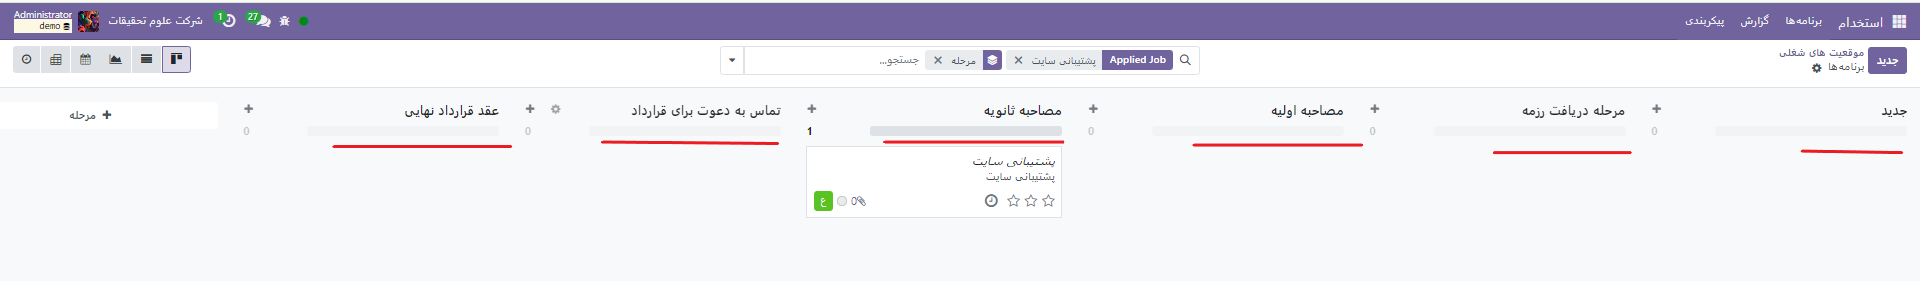 استخدام برنامه‌ها گزارش پیکربندی
27 1 شرکت علوم تحقیقات Administrator
demo
جدید موقعیت های شغلی
برنامه‌ها
Applied Job پشتیبانی سایت مرحله جستجو...
جدید
0
مرحله دریافت رزمه
0
مصاحبه اولیه
0
مصاحبه ثانویه
1
پشتیبانی سایت
پشتیبانی سایت
0 ع
تماس به دعوت برای قرارداد
0
عقد قرارداد نهایی
0
مرحله